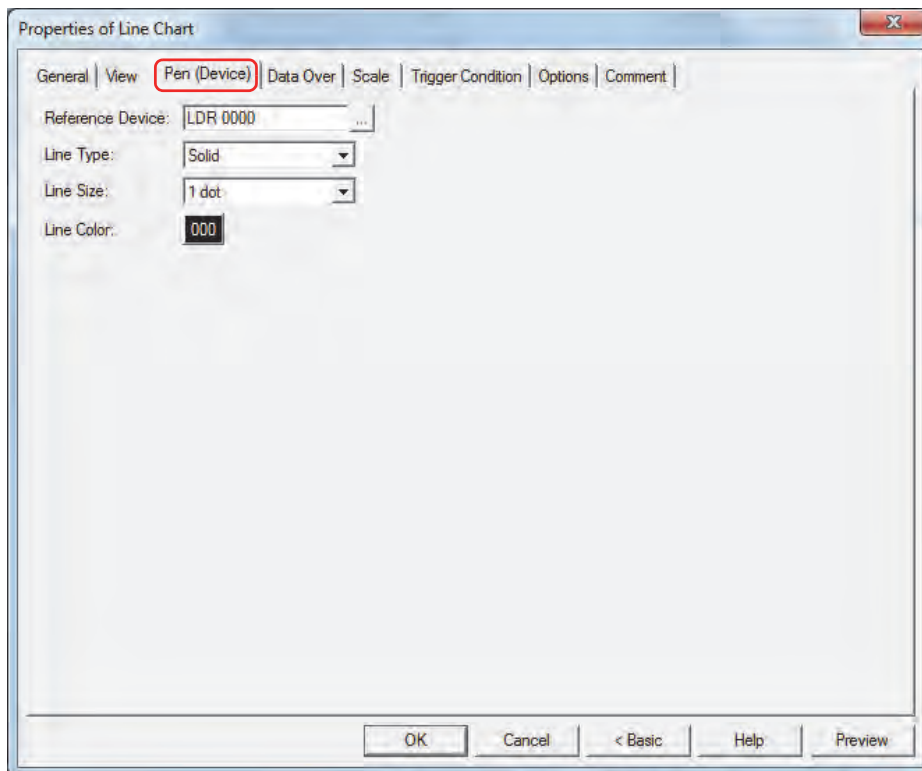 Properties of Line Chart
General View Pen (Device) Data Over Scale Trigger Condition Options Comment
Reference Device: LDR 0000 ...
Line Type: Solid
Line Size: 1 dot
Line Color: 000
OK Cancel < Basic Help Preview